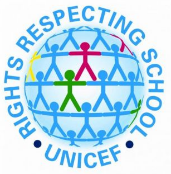 RIGHTS RESPECTING SCHOOL
UNICEF